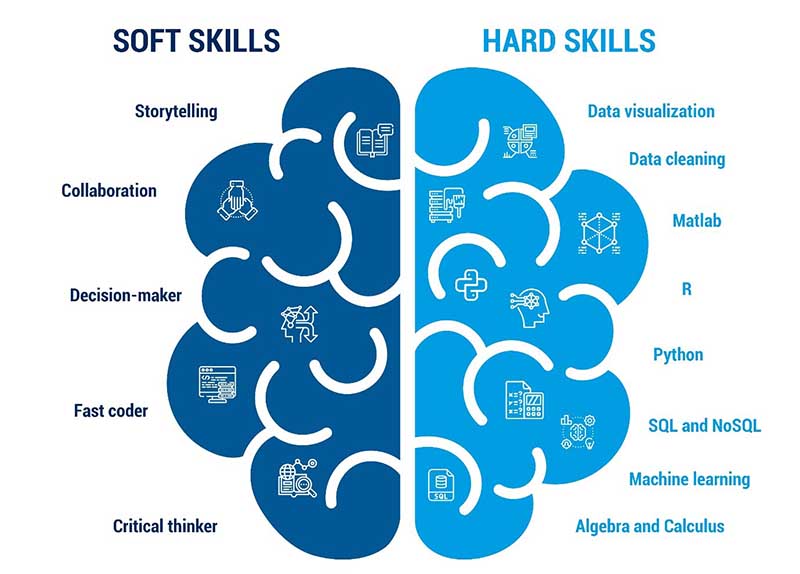 SOFT SKILLS
Storytelling
Collaboration
Decision-maker
Fast coder
Critical thinker
HARD SKILLS
Data visualization
Data cleaning
Matlab
R
Python
SQL and NoSQL
Machine learning
Algebra and Calculus
SQL